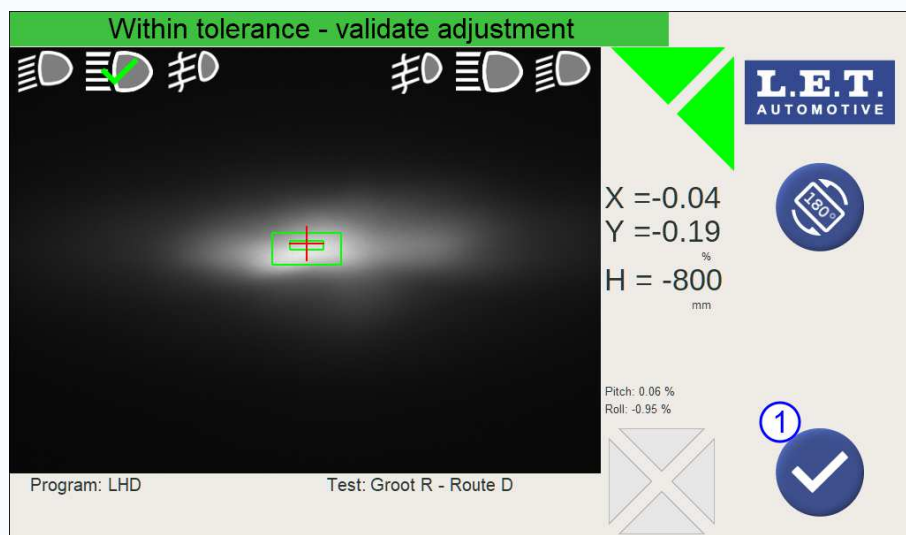 Within tolerance - validate adjustment
L.E.T.
AUTOMOTIVE
180°
X =-0.04
Y =-0.19
%
H = -800
mm
Pitch: 0.06 %
Roll: -0.95 %
1
Program: LHD
Test: Groot R - Route D